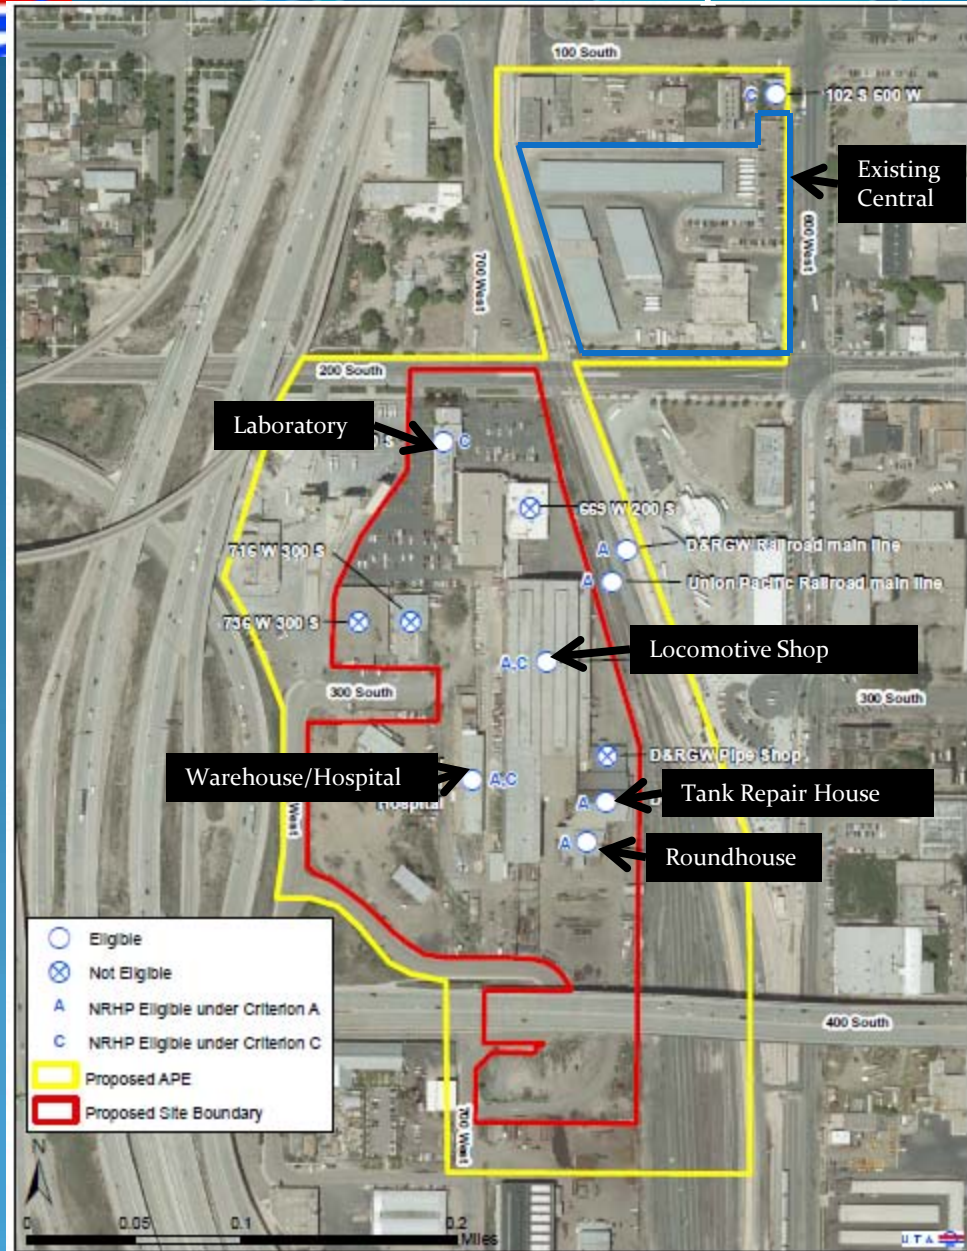 100 South
C
102 S 600 W
Existing
Central
600 West
700 West
200 South
Laboratory
S
C
669 W 200 S
A
D&RGW Railroad main line
716 W 300 S
A
Union Pacific Railroad main line
736 W 300 S
Locomotive Shop
A,C
300 South
300 South
D&RGW Pipe Shop
Warehouse/Hospital
A,C
Hospital
Tank Repair House
A
West
A
Roundhouse
Eligible
Not Eligible
A NRHP Eligible under Criterion A
C NRHP Eligible under Criterion C
Proposed APE
Proposed Site Boundary
400 South
700 West
N
0 0.05 0.1 0.2
Miles
UTA